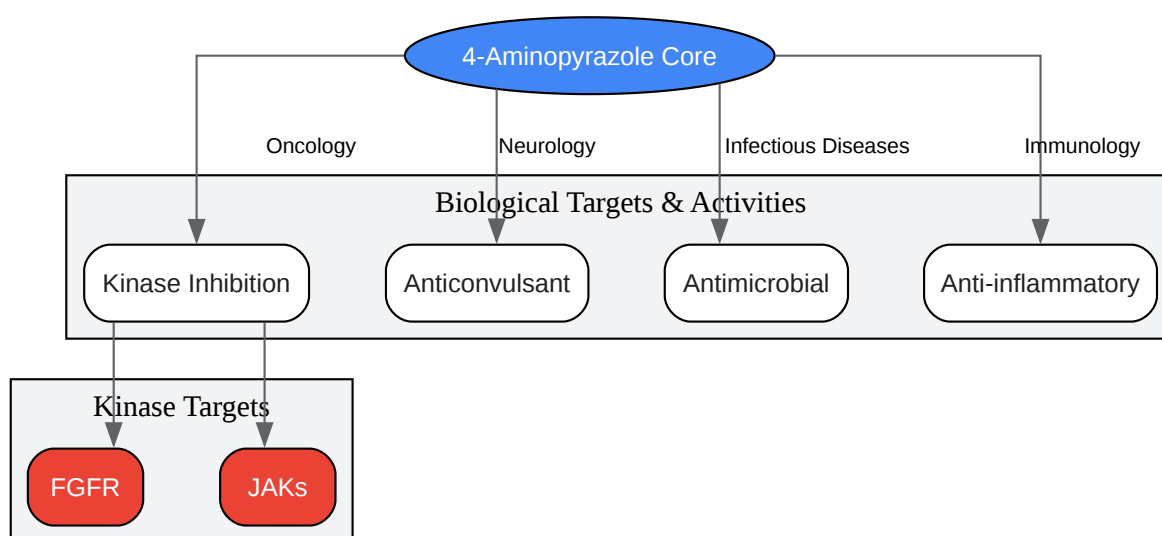 4-Aminopyrazole Core
Oncology
Neurology
Infectious Diseases
Immunology
Biological Targets & Activities
Kinase Inhibition
Anticonvulsant
Antimicrobial
Anti-inflammatory
Kinase Targets
FGFR
JAKs